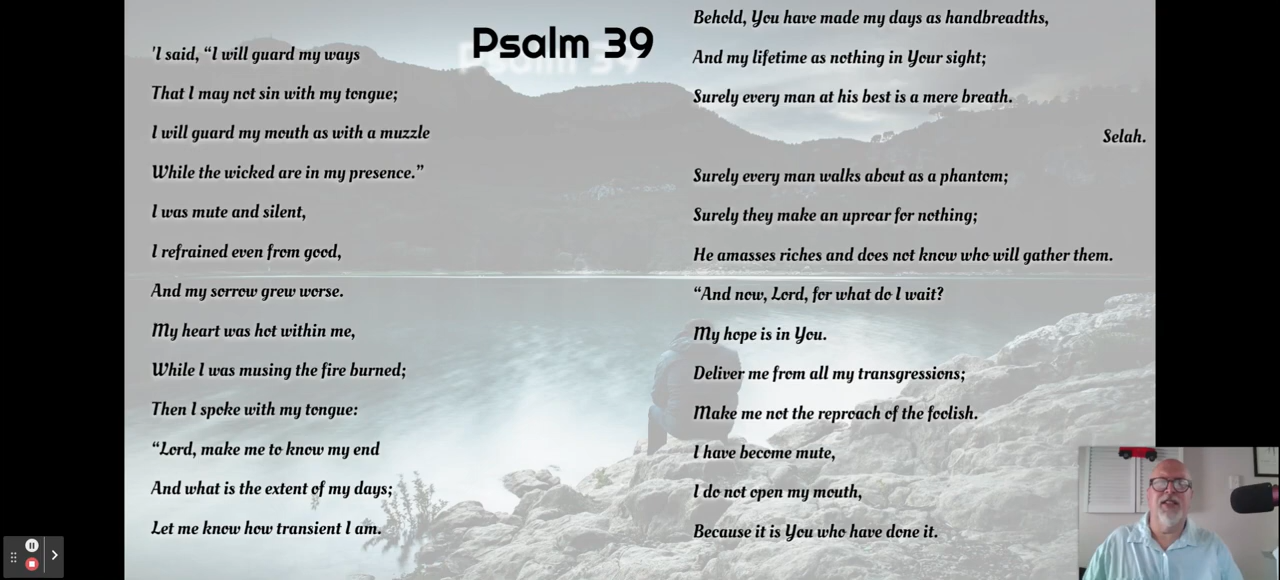 Psalm 39
'I said, “I will guard my ways
That I may not sin with my tongue;
I will guard my mouth as with a muzzle
While the wicked are in my presence.”
I was mute and silent,
I refrained even from good,
And my sorrow grew worse.
My heart was hot within me,
While I was musing the fire burned;
Then I spoke with my tongue:
“Lord, make me to know my end
And what is the extent of my days;
Let me know how transient I am.
Behold, You have made my days as handbreadths,
And my lifetime as nothing in Your sight;
Surely every man at his best is a mere breath.
Selah.
Surely every man walks about as a phantom;
Surely they make an uproar for nothing;
He amasses riches and does not know who will gather them.
“And now, Lord, for what do I wait?
My hope is in You.
Deliver me from all my transgressions;
Make me not the reproach of the foolish.
I have become mute,
I do not open my mouth,
Because it is You who have done it.